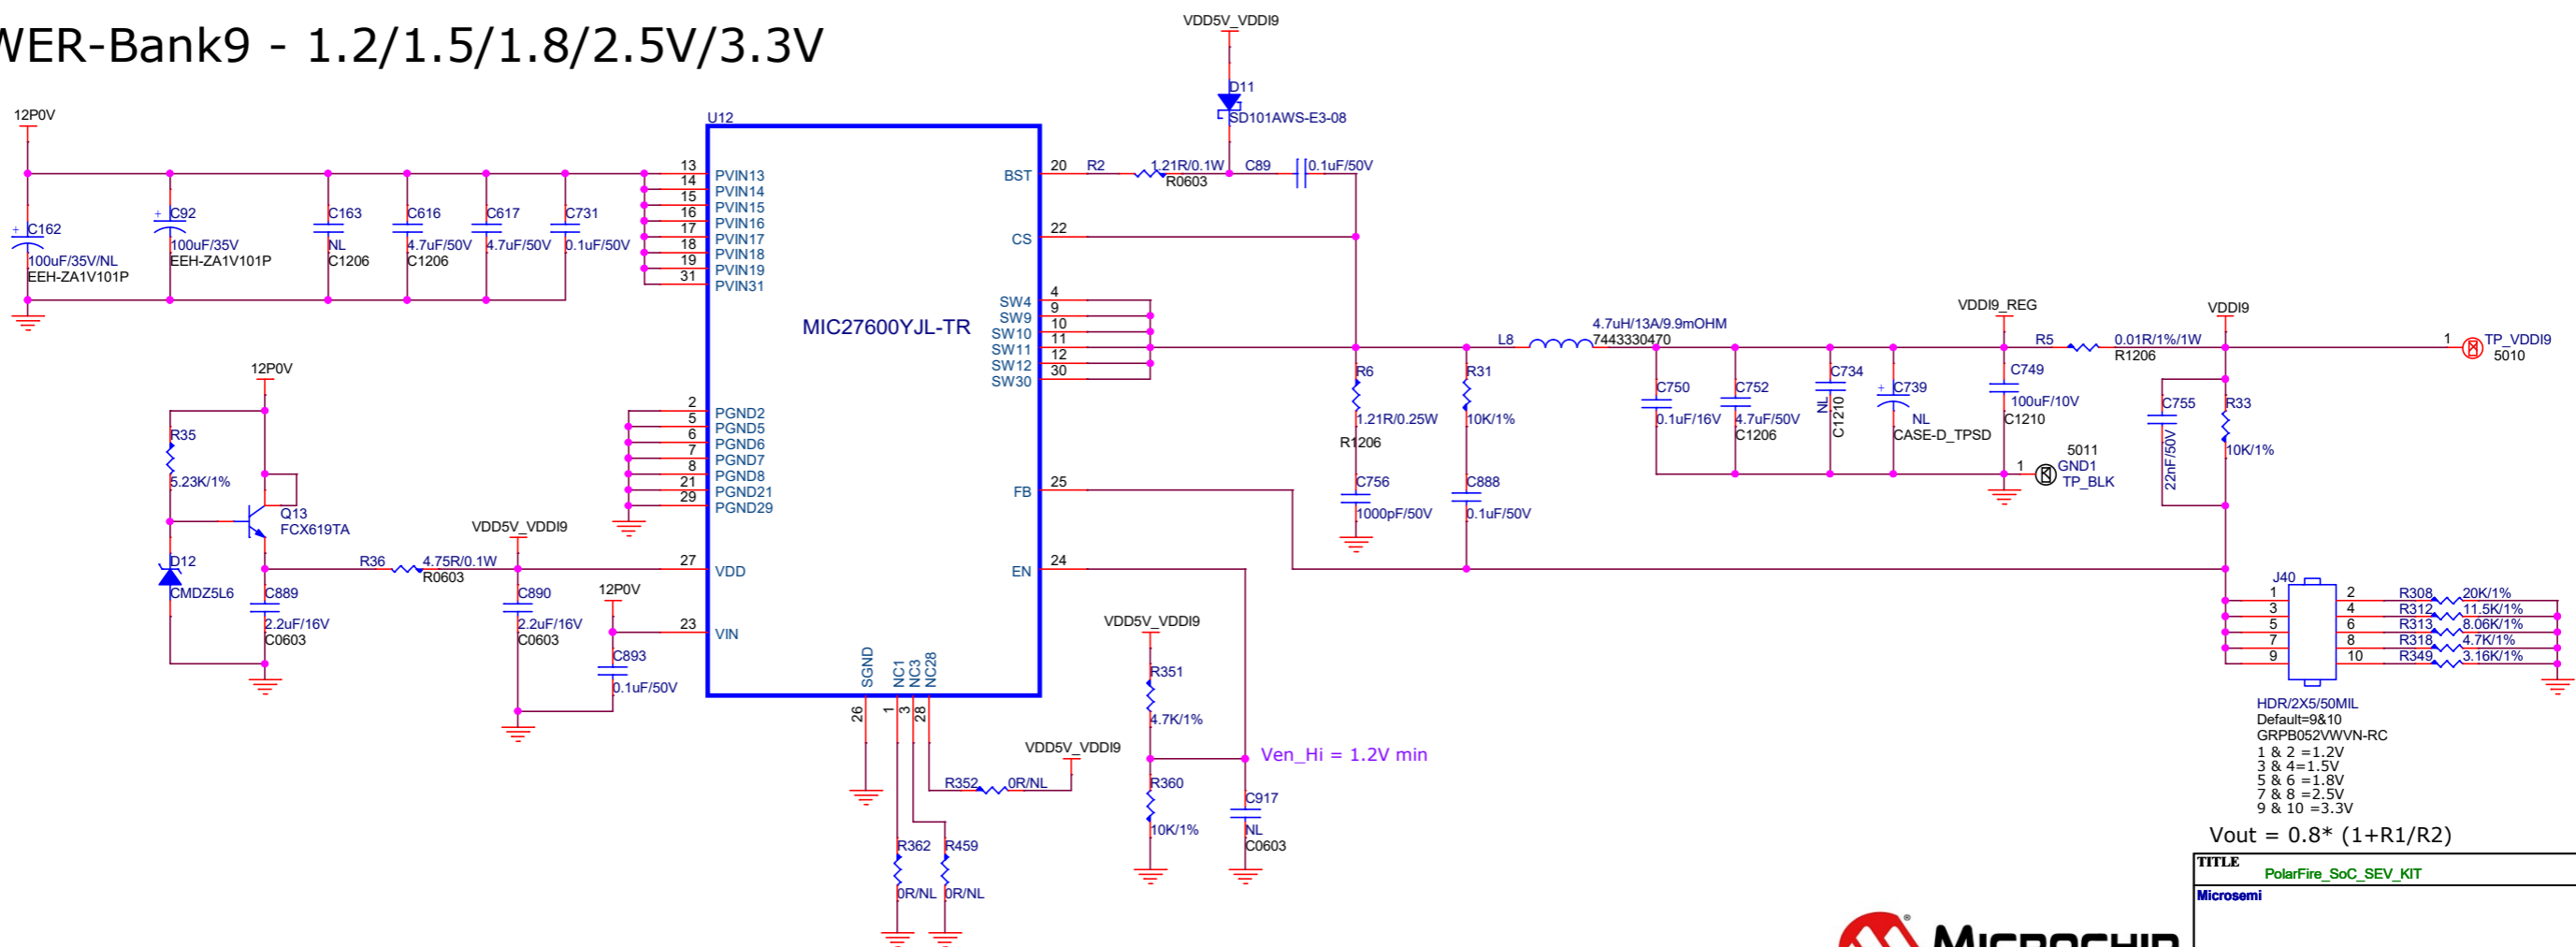 WER-Bank9 - 1.2/1.5/1.8/2.5V/3.3V
VDD5V_VDDI9
D11
SD101AWS-E3-08
12P0V
+ C162
100uF/35V/NL
EEH-ZA1V101P
+ C92
100uF/35V
EEH-ZA1V101P
C163
NL
C1206
C616
4.7uF/50V
C1206
C617
4.7uF/50V
C731
0.1uF/50V
U12
MIC27600YJL-TR
13 PVIN13
14 PVIN14
15 PVIN15
16 PVIN16
17 PVIN17
18 PVIN18
19 PVIN19
31 PVIN31
2 PGND2
5 PGND5
6 PGND6
7 PGND7
8 PGND8
21 PGND21
29 PGND29
27 VDD
23 VIN
SGND 26
NC1 1
NC3 3
NC28 28
BST 20
CS 22
SW4 4
SW9 9
SW10 10
SW11 11
SW12 12
SW30 30
FB 25
EN 24
R2 1.21R/0.1W
R0603
C89 0.1uF/50V
12P0V
R35
5.23K/1%
Q13
FCX619TA
D12
CMDZ5L6
C889
2.2uF/16V
C0603
R36 4.75R/0.1W
R0603
VDD5V_VDDI9
C890
2.2uF/16V
C0603
12P0V
C893
0.1uF/50V
R352 0R/NL
VDD5V_VDDI9
R362
0R/NL
R459
0R/NL
VDD5V_VDDI9
R351
4.7K/1%
R360
10K/1%
Ven_Hi = 1.2V min
C917
NL
C0603
R6
1.21R/0.25W
R1206
C756
1000pF/50V
R31
10K/1%
C888
0.1uF/50V
L8
4.7uH/13A/9.9mOHM
7443330470
C750
0.1uF/16V
C752
4.7uF/50V
C1206
C734
NL
C1210
+ C739
NL
CASE-D_TPSD
VDDI9_REG
C749
100uF/10V
C1210
5011
1 GND1
TP_BLK
R5 0.01R/1%/1W
R1206
VDDI9
C755
22nF/50V
R33
10K/1%
1 TP_VDDI9
5010
J40
1 2 R308 20K/1%
3 4 R312 11.5K/1%
5 6 R313 8.06K/1%
7 8 R318 4.7K/1%
9 10 R349 3.16K/1%
HDR/2X5/50MIL
Default=9&10
GRPB052VWVN-RC
1 & 2 =1.2V
3 & 4=1.5V
5 & 6 =1.8V
7 & 8 =2.5V
9 & 10 =3.3V
Vout = 0.8* (1+R1/R2)
TITLE
PolarFire_SoC_SEV_KIT
Microsemi
MICROCHIP